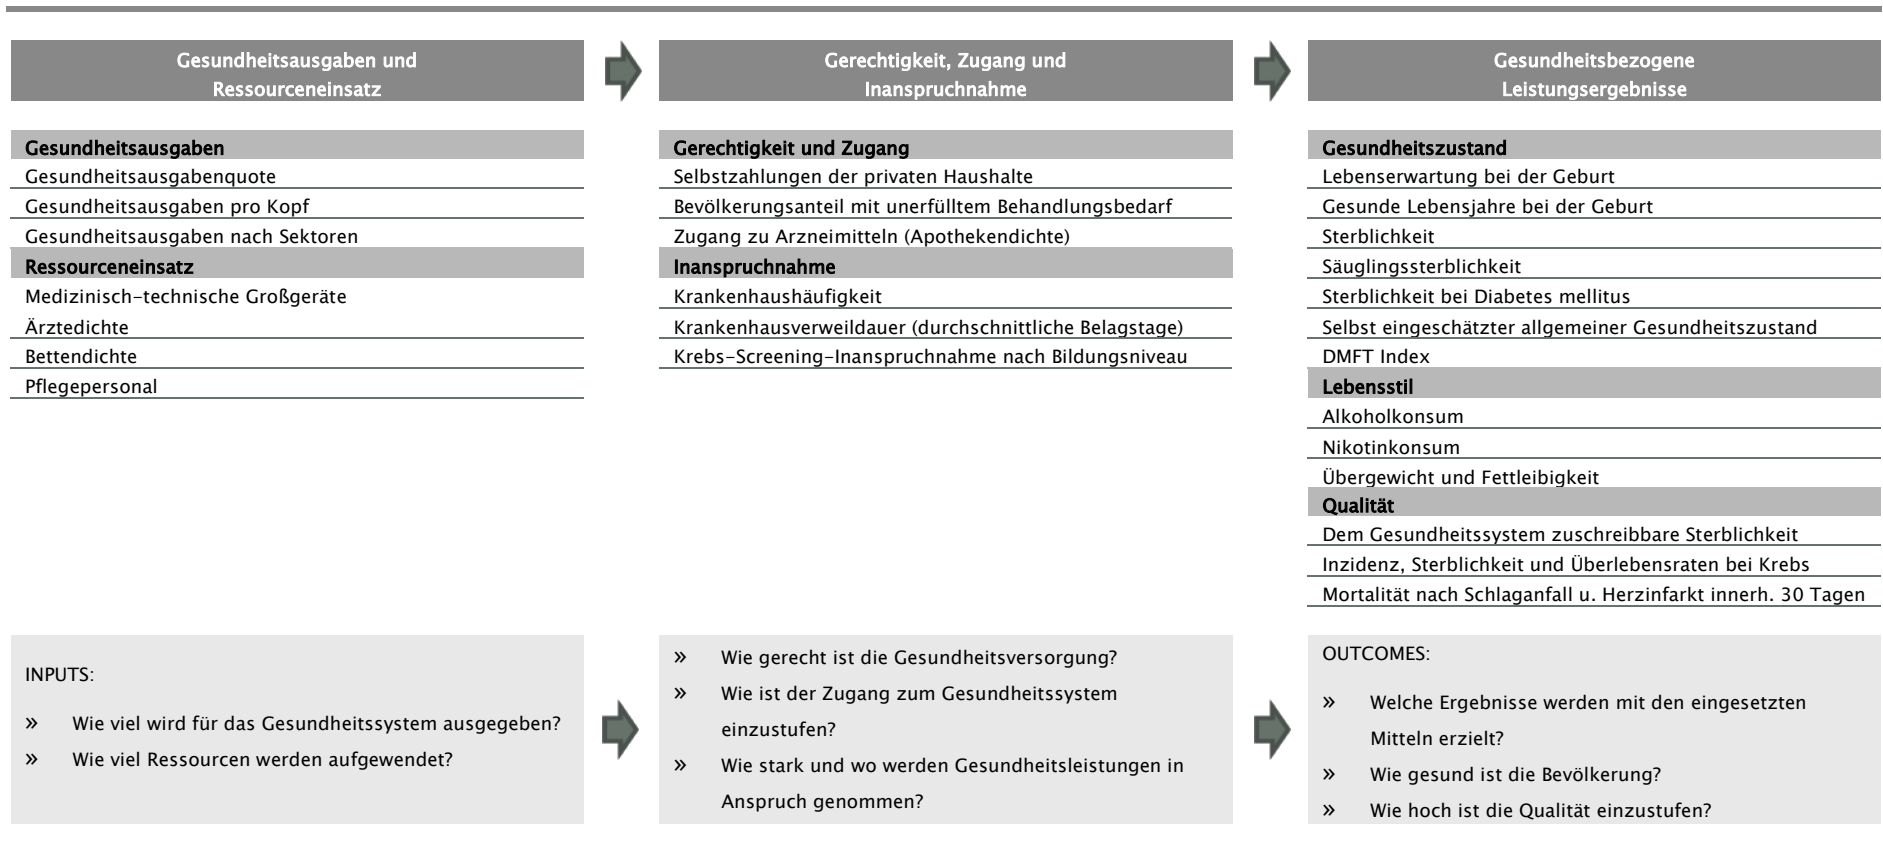 Gesundheitsausgaben und
Ressourceneinsatz
Gesundheitsausgaben
Gesundheitsausgabenquote
Gesundheitsausgaben pro Kopf
Gesundheitsausgaben nach Sektoren
Ressourceneinsatz
Medizinisch-technische Großgeräte
Ärztedichte
Bettendichte
Pflegepersonal
INPUTS:
» Wie viel wird für das Gesundheitssystem ausgegeben?
» Wie viel Ressourcen werden aufgewendet?
Gerechtigkeit, Zugang und
Inanspruchnahme
Gerechtigkeit und Zugang
Selbstzahlungen der privaten Haushalte
Bevölkerungsanteil mit unerfülltem Behandlungsbedarf
Zugang zu Arzneimitteln (Apothekendichte)
Inanspruchnahme
Krankenhaushäufigkeit
Krankenhausverweildauer (durchschnittliche Belagstage)
Krebs-Screening-Inanspruchnahme nach Bildungsniveau
» Wie gerecht ist die Gesundheitsversorgung?
» Wie ist der Zugang zum Gesundheitssystem
einzustufen?
» Wie stark und wo werden Gesundheitsleistungen in
Anspruch genommen?
Gesundheitsbezogene
Leistungsergebnisse
Gesundheitszustand
Lebenserwartung bei der Geburt
Gesunde Lebensjahre bei der Geburt
Sterblichkeit
Säuglingssterblichkeit
Sterblichkeit bei Diabetes mellitus
Selbst eingeschätzter allgemeiner Gesundheitszustand
DMFT Index
Lebensstil
Alkoholkonsum
Nikotinkonsum
Übergewicht und Fettleibigkeit
Qualität
Dem Gesundheitssystem zuschreibbare Sterblichkeit
Inzidenz, Sterblichkeit und Überlebensraten bei Krebs
Mortalität nach Schlaganfall u. Herzinfarkt innerh. 30 Tagen
OUTCOMES:
» Welche Ergebnisse werden mit den eingesetzten
Mitteln erzielt?
» Wie gesund ist die Bevölkerung?
» Wie hoch ist die Qualität einzustufen?